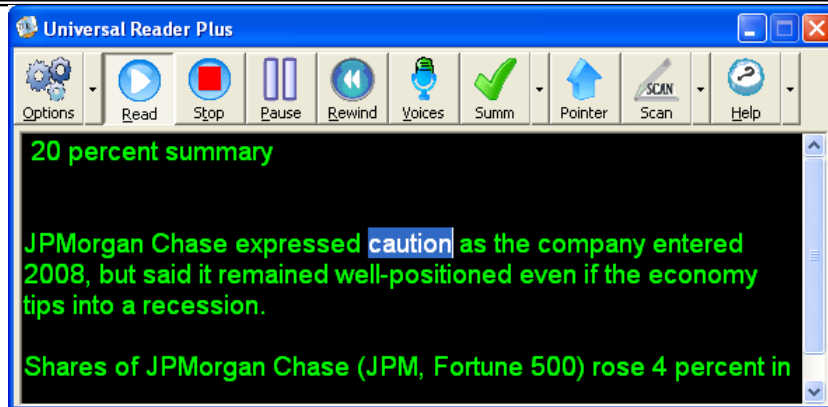 Universal Reader Plus
Options Read Stop Pause Rewind Voices Summ Pointer Scan Help
SCAN
20 percent summary
JPMorgan Chase expressed caution as the company entered
2008, but said it remained well-positioned even if the economy
tips into a recession.
Shares of JPMorgan Chase (JPM, Fortune 500) rose 4 percent in